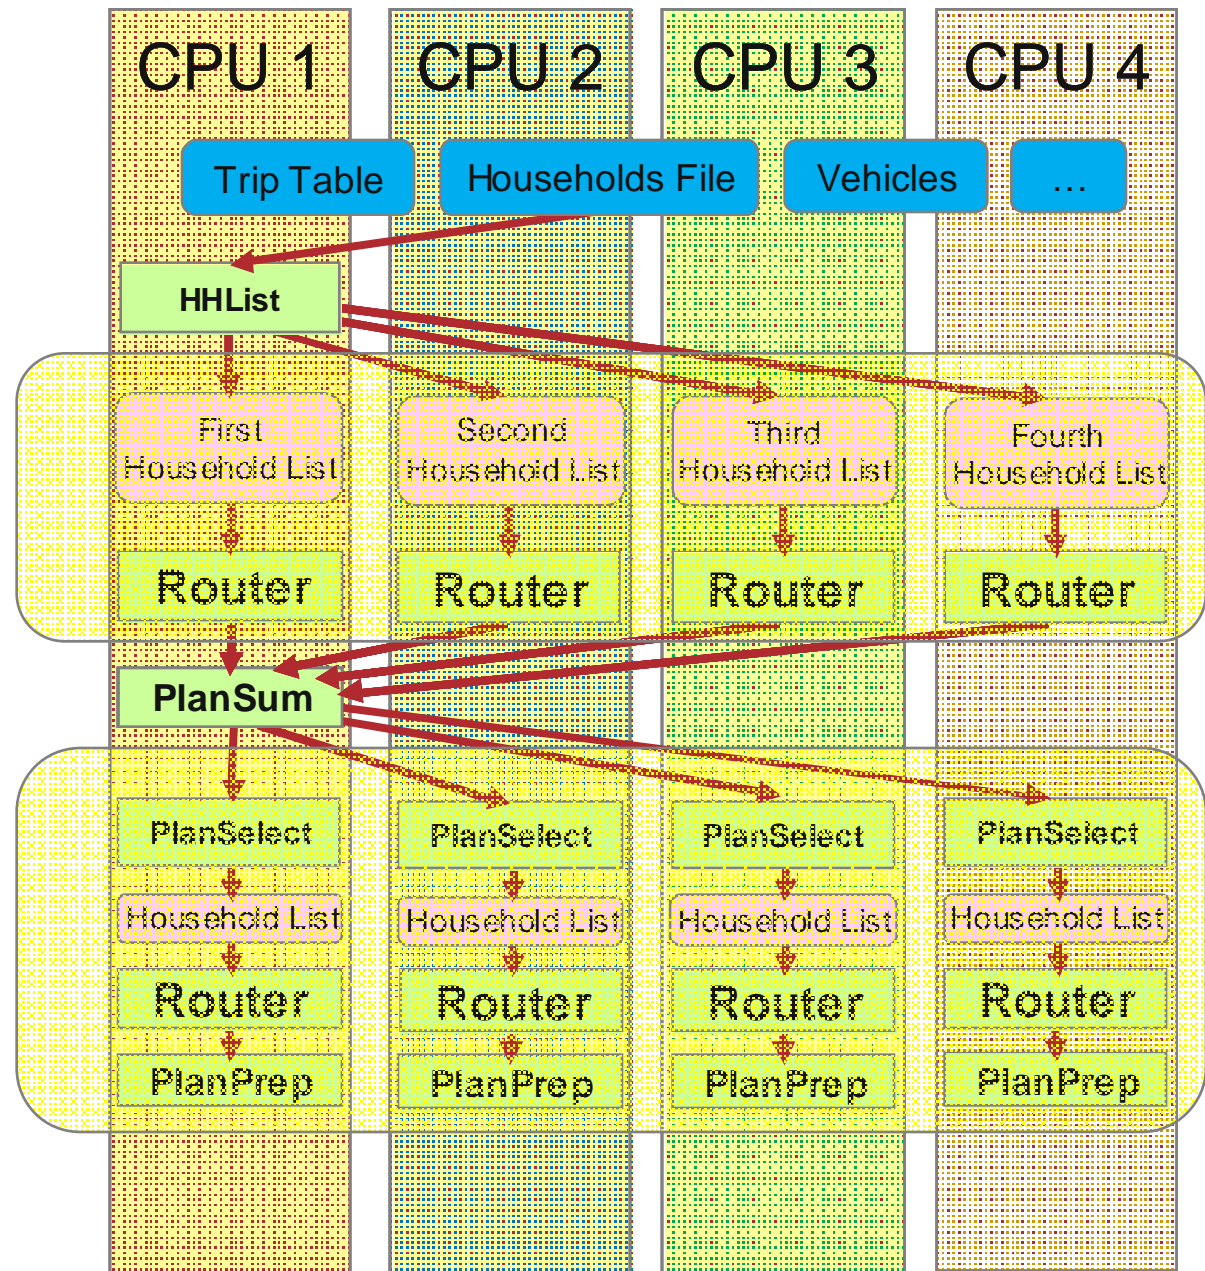 CPU 1 CPU 2 CPU 3 CPU 4
Trip Table Households File Vehicles ...
HHList
First Second Third Fourth
Household List Household List Household List Household List
Router Router Router Router
PlanSum
PlanSelect PlanSelect PlanSelect PlanSelect
Household List Household List Household List Household List
Router Router Router Router
PlanPrep PlanPrep PlanPrep PlanPrep